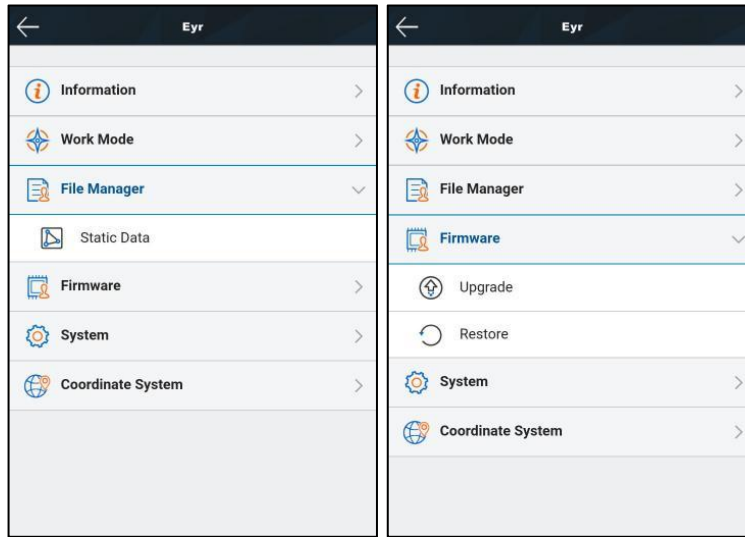 Eyr
Information
Work Mode
File Manager
Static Data
Firmware
System
Coordinate System
Eyr
Information
Work Mode
File Manager
Firmware
Upgrade
Restore
System
Coordinate System